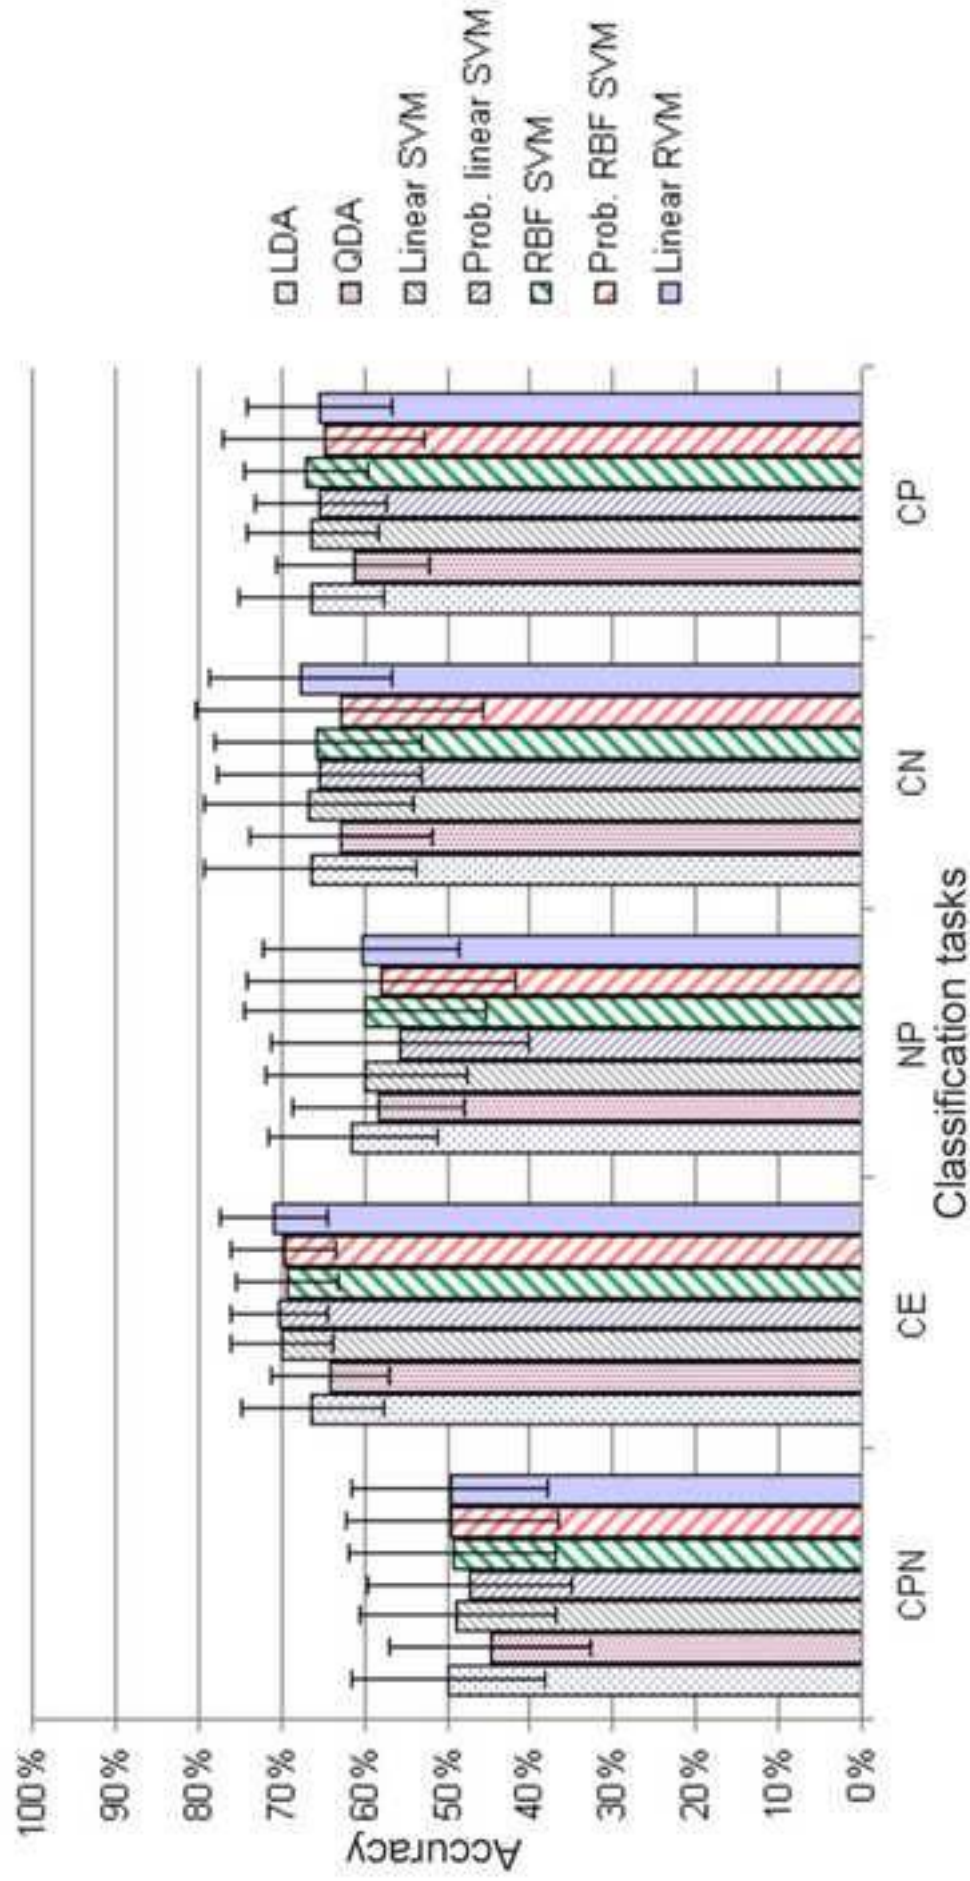 Accuracy
100%
90%
80%
70%
60%
50%
40%
30%
20%
10%
0%
CPN
CE
NP
CN
CP
Classification tasks
LDA
QDA
Linear SVM
Prob. linear SVM
RBF SVM
Prob. RBF SVM
Linear RVM